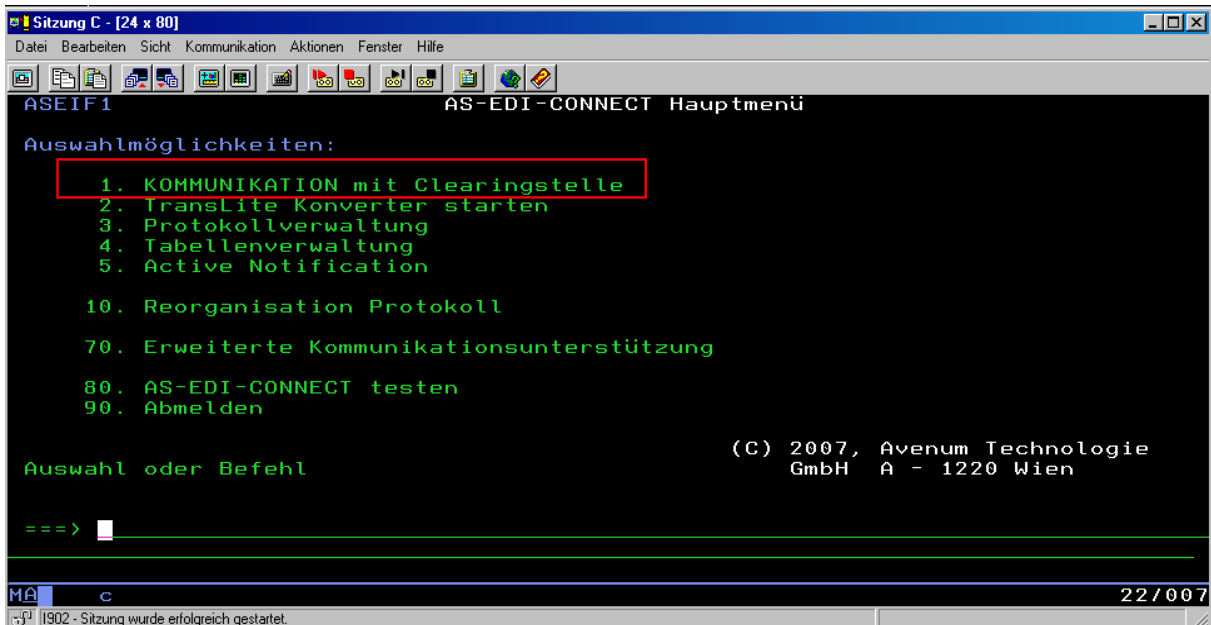 Sitzung C - [24 x 80]
Datei Bearbeiten Sicht Kommunikation Aktionen Fenster Hilfe
ASEIF1 AS-EDI-CONNECT Hauptmenü
Auswahlmöglichkeiten:
1. KOMMUNIKATION mit Clearingstelle
2. TransLite Konverter starten
3. Protokollverwaltung
4. Tabellenverwaltung
5. Active Notification
10. Reorganisation Protokoll
70. Erweiterte Kommunikationsunterstützung
80. AS-EDI-CONNECT testen
90. Abmelden
(C) 2007, Avenum Technologie
Auswahl oder Befehl GmbH A - 1220 Wien
===>
MA c 22/007
I902 - Sitzung wurde erfolgreich gestartet.